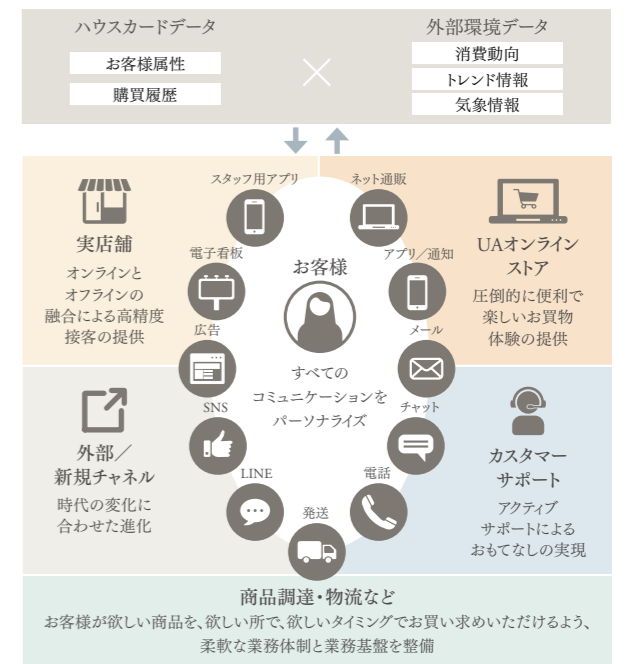 ハウスカードデータ
お客様属性
購買履歴
外部環境データ
消費動向
トレンド情報
気象情報
実店舗
オンラインと
オフラインの
融合による高精度
接客の提供
UAオンライン
ストア
圧倒的に便利で
楽しいお買物
体験の提供
スタッフ用アプリ
ネット通販
電子看板
アプリ／通知
広告
メール
SNS
チャット
LINE
電話
発送
お客様
すべての
コミュニケーションを
パーソナライズ
外部／
新規チャネル
時代の変化に
合わせた進化
カスタマー
サポート
アクティブ
サポートによる
おもてなしの実現
商品調達・物流など
お客様が欲しい商品を、欲しい所で、欲しいタイミングでお買い求めいただけるよう、
柔軟な業務体制と業務基盤を整備